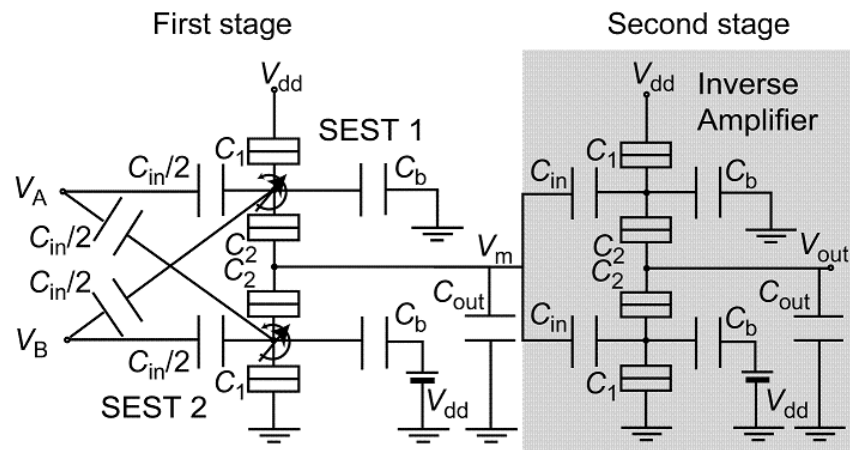 First stage
Second stage
V_dd
V_dd
Inverse
Amplifier
SEST 1
C_in/2
C_1
C_b
C_in
C_1
C_b
V_A
C_in/2
C_2
V_m
C_2
V_out
C_in/2
C_2
C_out
C_in
C_2
C_out
V_B
C_b
C_b
C_in/2
C_1
V_dd
C_1
V_dd
SEST 2